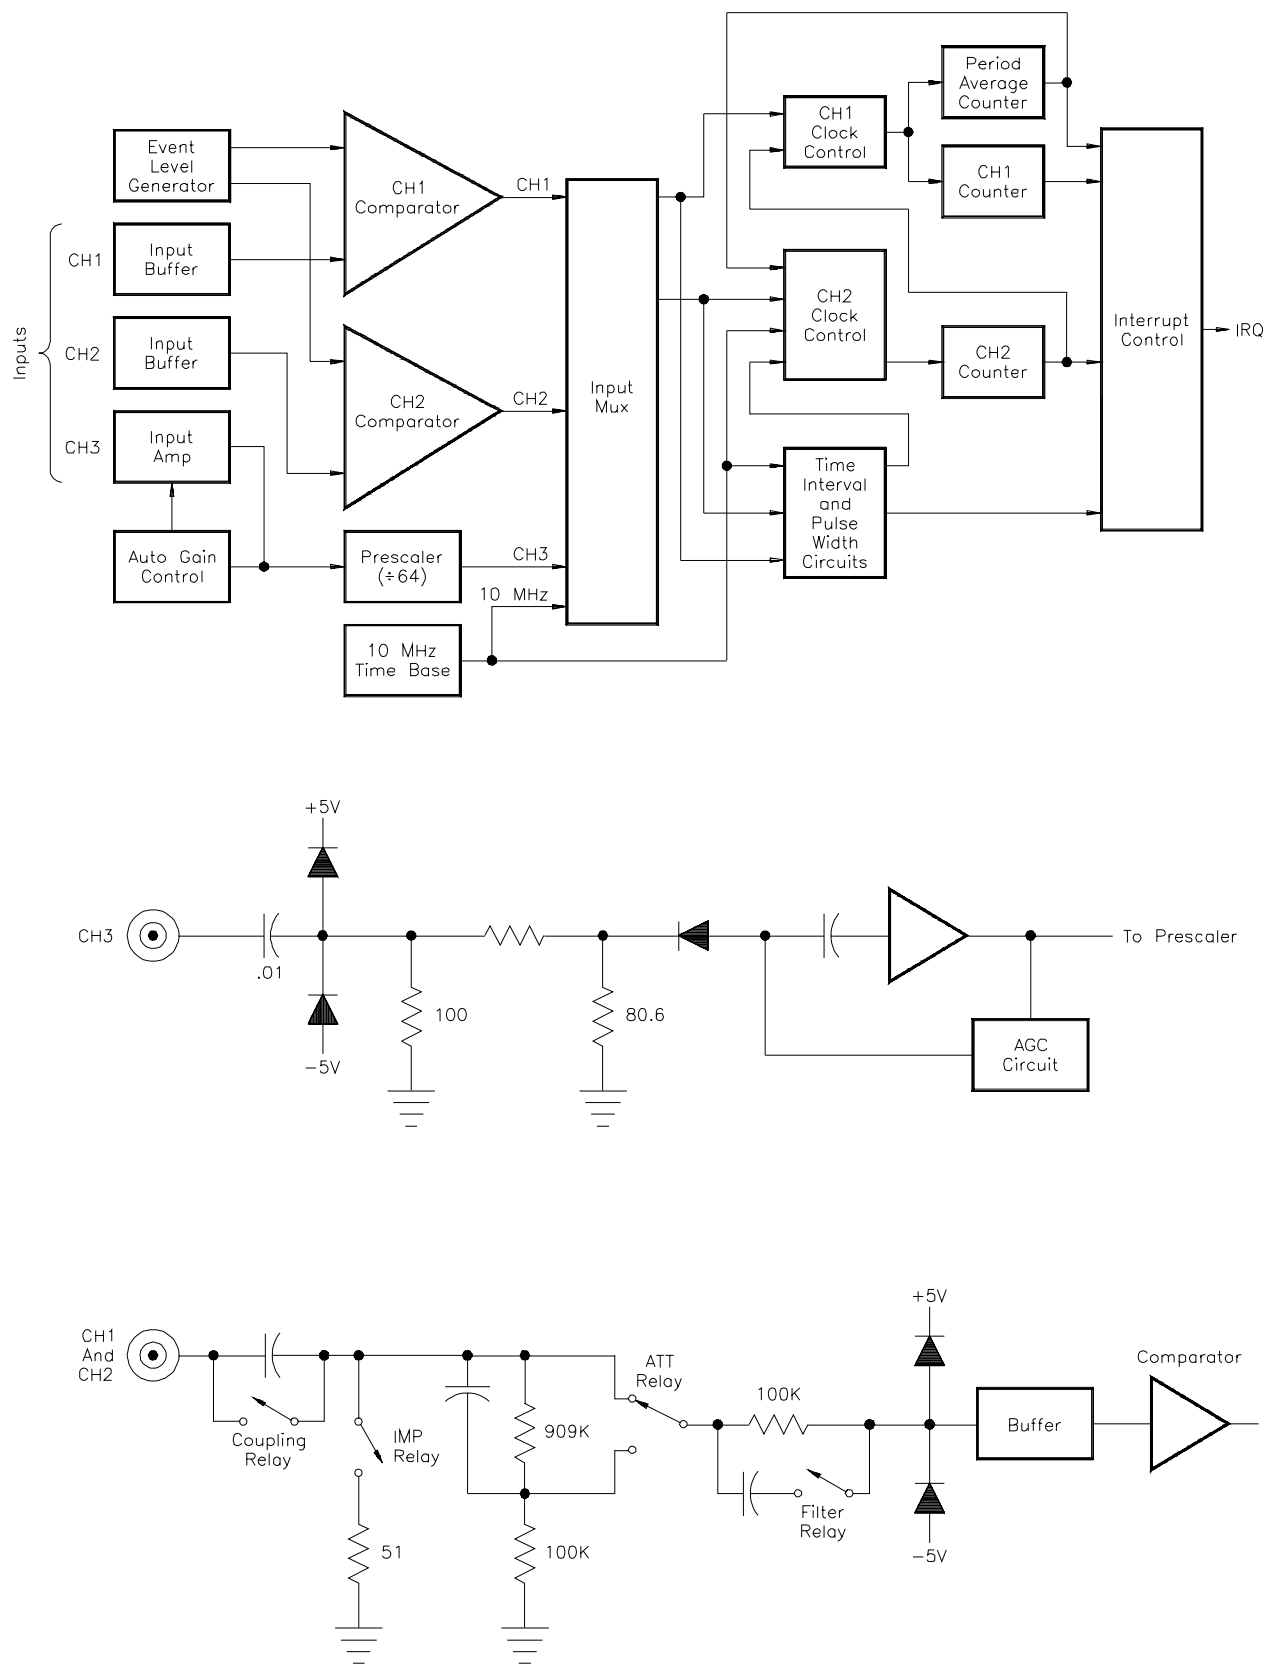 Period
Average
Counter
CH1
Clock
Control
Event
Level
Generator
CH1
Counter
CH1
Comparator
CH1
Inputs
CH1
Input
Buffer
CH2
Input
Buffer
CH3
Input
Amp
CH2
Clock
Control
CH2
Counter
Interrupt
Control
IRQ
CH2
Comparator
CH2
Input
Mux
Time
Interval
and
Pulse
Width
Circuits
Auto Gain
Control
Prescaler
(÷64)
CH3
10 MHz
10 MHz
Time Base
+5V
CH3
.01
-5V
100
80.6
To Prescaler
AGC
Circuit
CH1
And
CH2
Coupling
Relay
IMP
Relay
51
909K
100K
ATT
Relay
100K
Filter
Relay
+5V
-5V
Buffer
Comparator